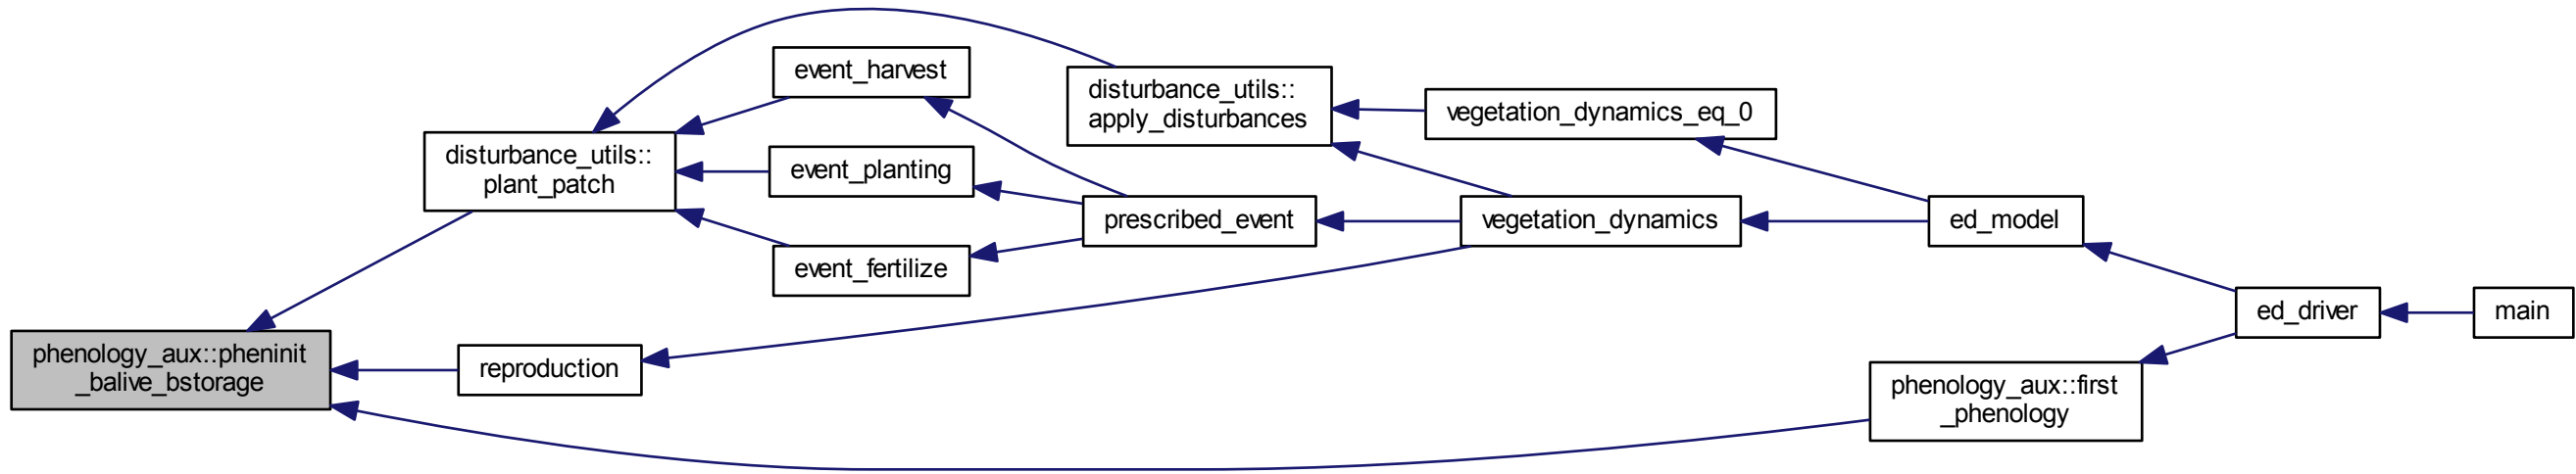 phenology_aux::pheninit
_balive_bstorage
disturbance_utils::
plant_patch
reproduction
event_harvest
event_planting
event_fertilize
disturbance_utils::
apply_disturbances
prescribed_event
vegetation_dynamics_eq_0
vegetation_dynamics
ed_model
phenology_aux::first
_phenology
ed_driver
main